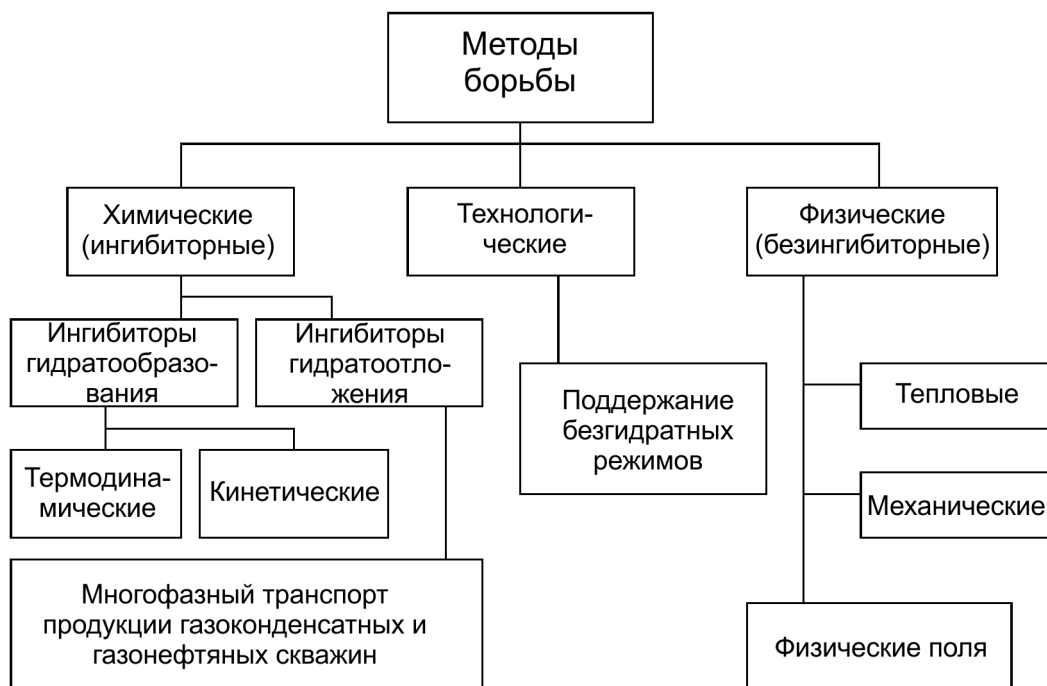 Методы
борьбы
Химические
(ингибиторные)
Технологи-
ческие
Физические
(безингибиторные)
Ингибиторы
гидратообразо-
вания
Ингибиторы
гидратоотло-
жения
Поддержание
безгидратных
режимов
Тепловые
Термодина-
мические
Кинетические
Механические
Многофазный транспорт
продукции газоконденсатных и
газонефтяных скважин
Физические поля